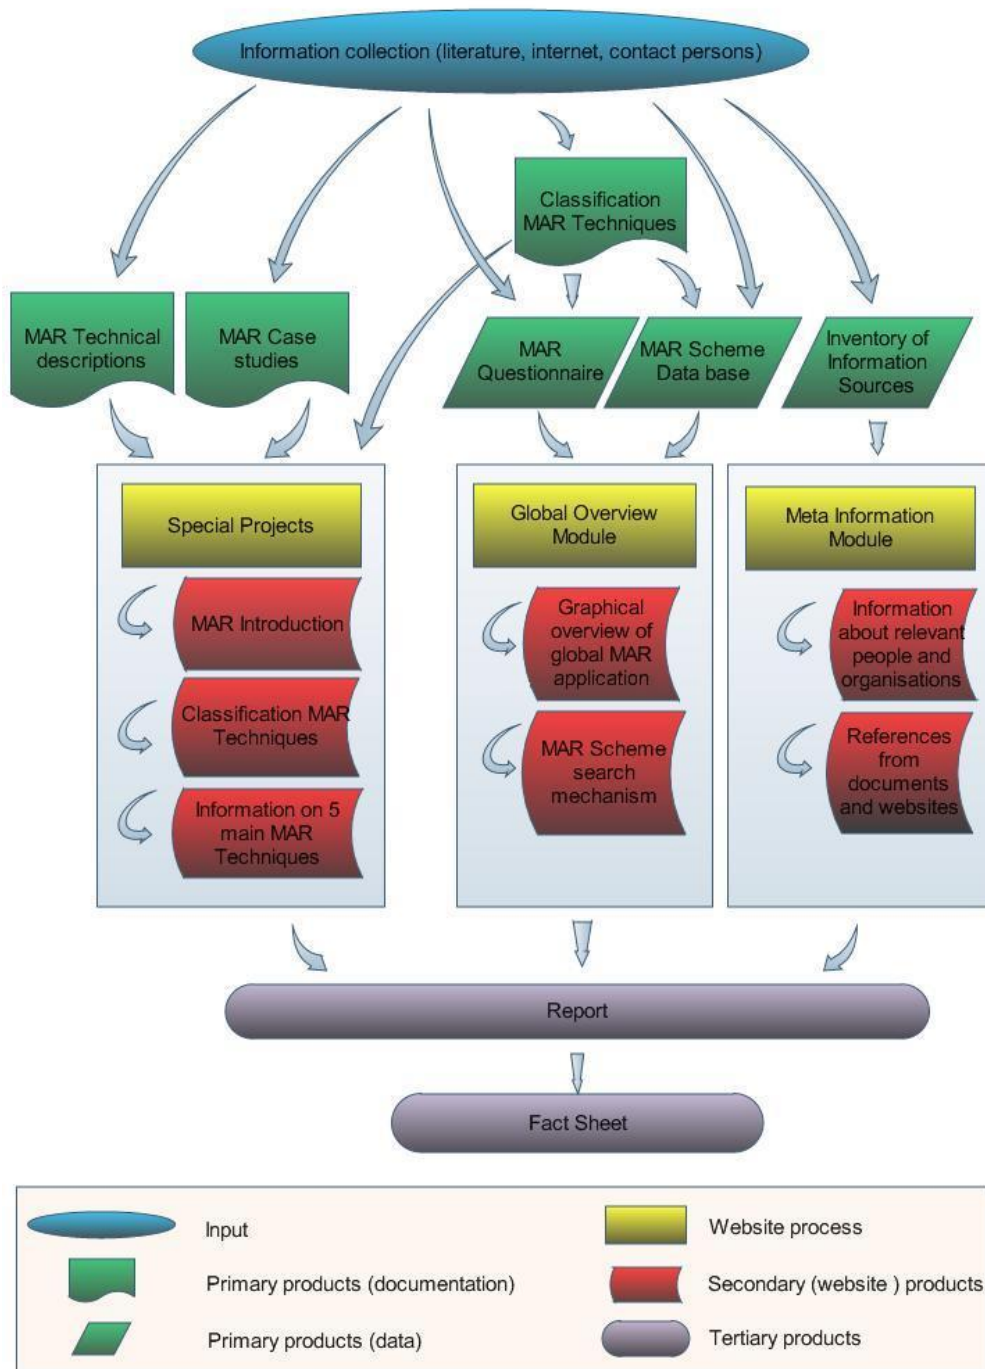 Information collection (literature, internet, contact persons)
Classification
MAR Techniques
MAR Technical
descriptions
MAR Case
studies
MAR
Questionnaire
MAR Scheme
Data base
Inventory of
Information
Sources
Special Projects
MAR Introduction
Classification MAR
Techniques
Information on 5
main MAR
Techniques
Global Overview
Module
Graphical
overview of
global MAR
application
MAR Scheme
search
mechanism
Meta Information
Module
Information
about relevant
people and
organisations
References
from
documents
and websites
Report
Fact Sheet
Input
Primary products (documentation)
Primary products (data)
Website process
Secondary (website ) products
Tertiary products